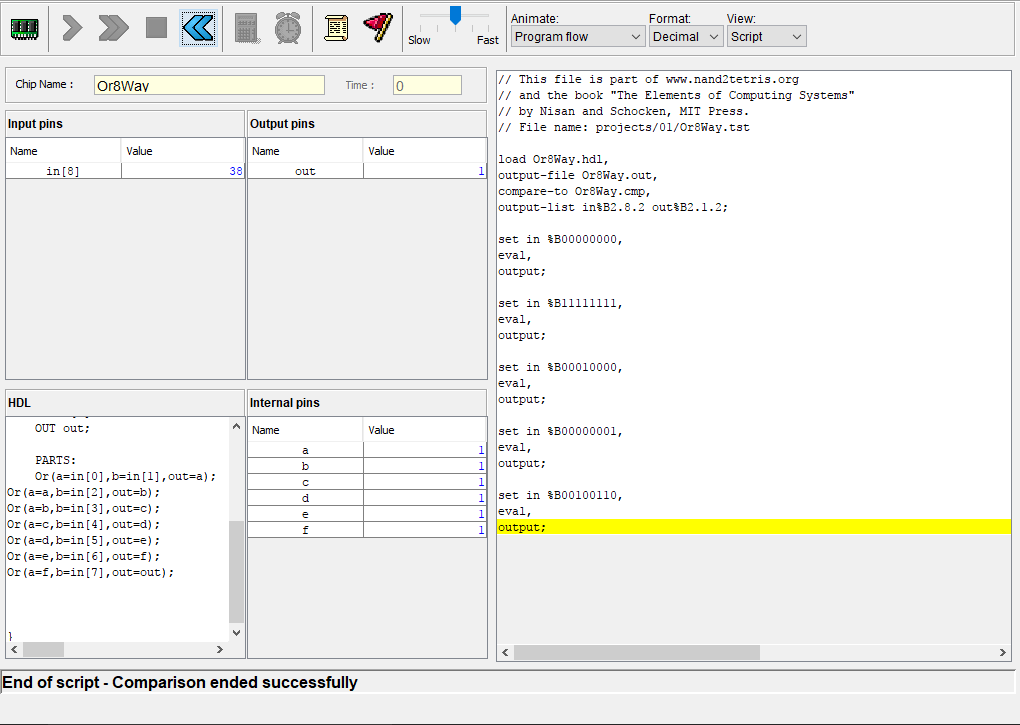 Slow Fast
Animate: Format: View:
Program flow Decimal Script
Chip Name : Or8Way Time : 0
Input pins
Name Value
in[8] 38
Output pins
Name Value
out 1
HDL
OUT out;
PARTS:
Or(a=in[0],b=in[1],out=a);
Or(a=a,b=in[2],out=b);
Or(a=b,b=in[3],out=c);
Or(a=c,b=in[4],out=d);
Or(a=d,b=in[5],out=e);
Or(a=e,b=in[6],out=f);
Or(a=f,b=in[7],out=out);
}
Internal pins
Name Value
a 1
b 1
c 1
d 1
e 1
f 1
// This file is part of www.nand2tetris.org
// and the book "The Elements of Computing Systems"
// by Nisan and Schocken, MIT Press.
// File name: projects/01/Or8Way.tst
load Or8Way.hdl,
output-file Or8Way.out,
compare-to Or8Way.cmp,
output-list in%B2.8.2 out%B2.1.2;
set in %B00000000,
eval,
output;
set in %B11111111,
eval,
output;
set in %B00010000,
eval,
output;
set in %B00000001,
eval,
output;
set in %B00100110,
eval,
output;
End of script - Comparison ended successfully